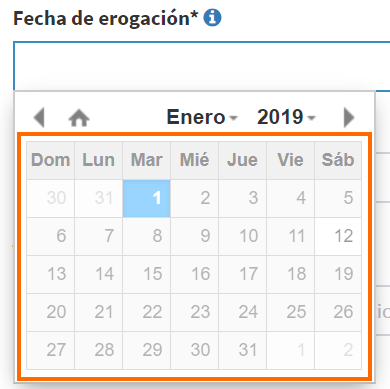 Fecha de erogación*
Enero 2019
Dom Lun Mar Mié Jue Vie Sáb
30 31 1 2 3 4 5
6 7 8 9 10 11 12
13 14 15 16 17 18 19
20 21 22 23 24 25 26
27 28 29 30 31 1 2